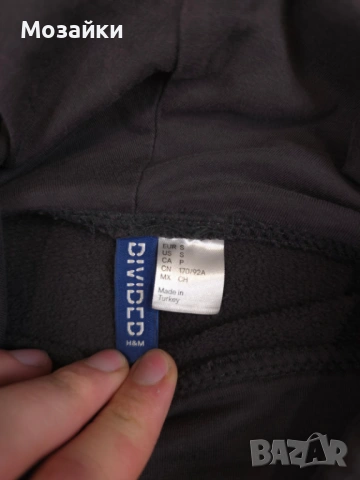 Мозайки
DIVIDED
H&M
EUR S
US S
CA P
CN 170/92A
MX CH
Made in
Turkey
BAZAR